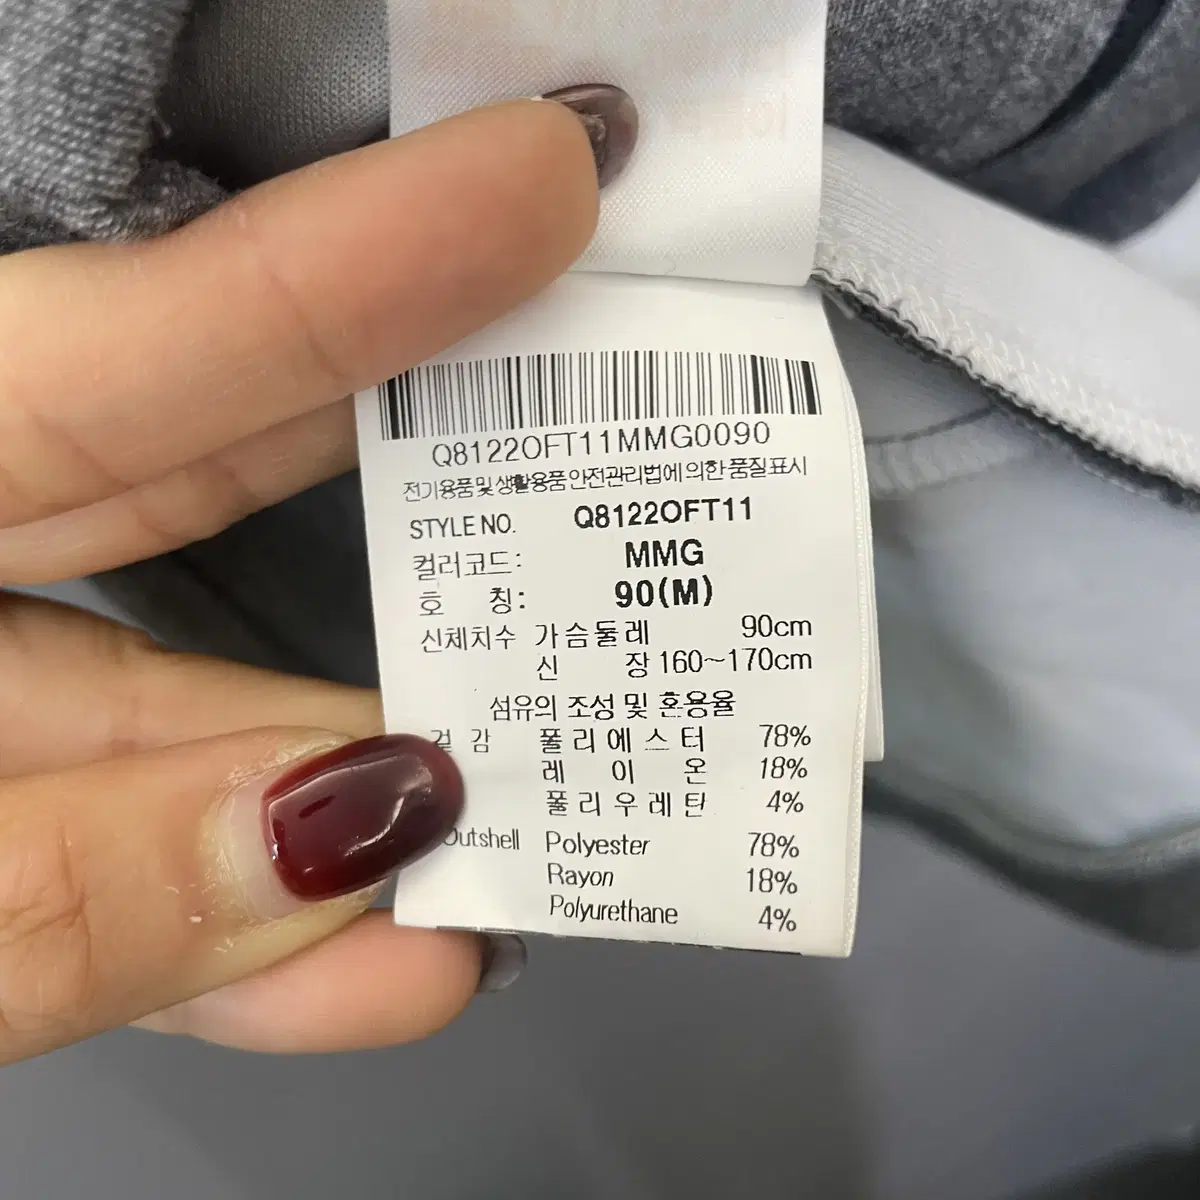 Q8122OFT11MMG0090
전기용품 및 생활용품 안전관리법에 의한 품질표시
STYLE NO. Q8122OFT11
컬러코드: MMG
호 칭: 90(M)
신체치수 가슴둘레 90cm
신 장 160~170cm
섬유의 조성 및 혼용율
겉감 폴리에스터 78%
레이온 18%
폴리우레탄 4%
Outshell Polyester 78%
Rayon 18%
Polyurethane 4%